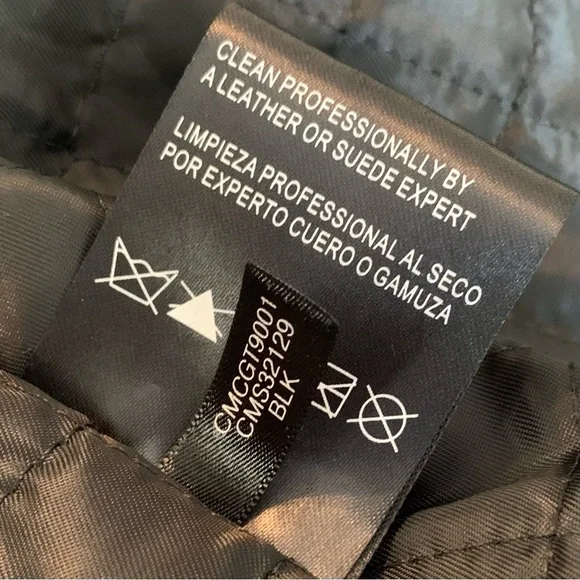 CLEAN PROFESSIONALLY BY
A LEATHER OR SUEDE EXPERT
LIMPIEZA PROFESSIONAL AL SECO
POR EXPERTO CUERO O GAMUZA
CMCGT9001
CMS32129
BLK